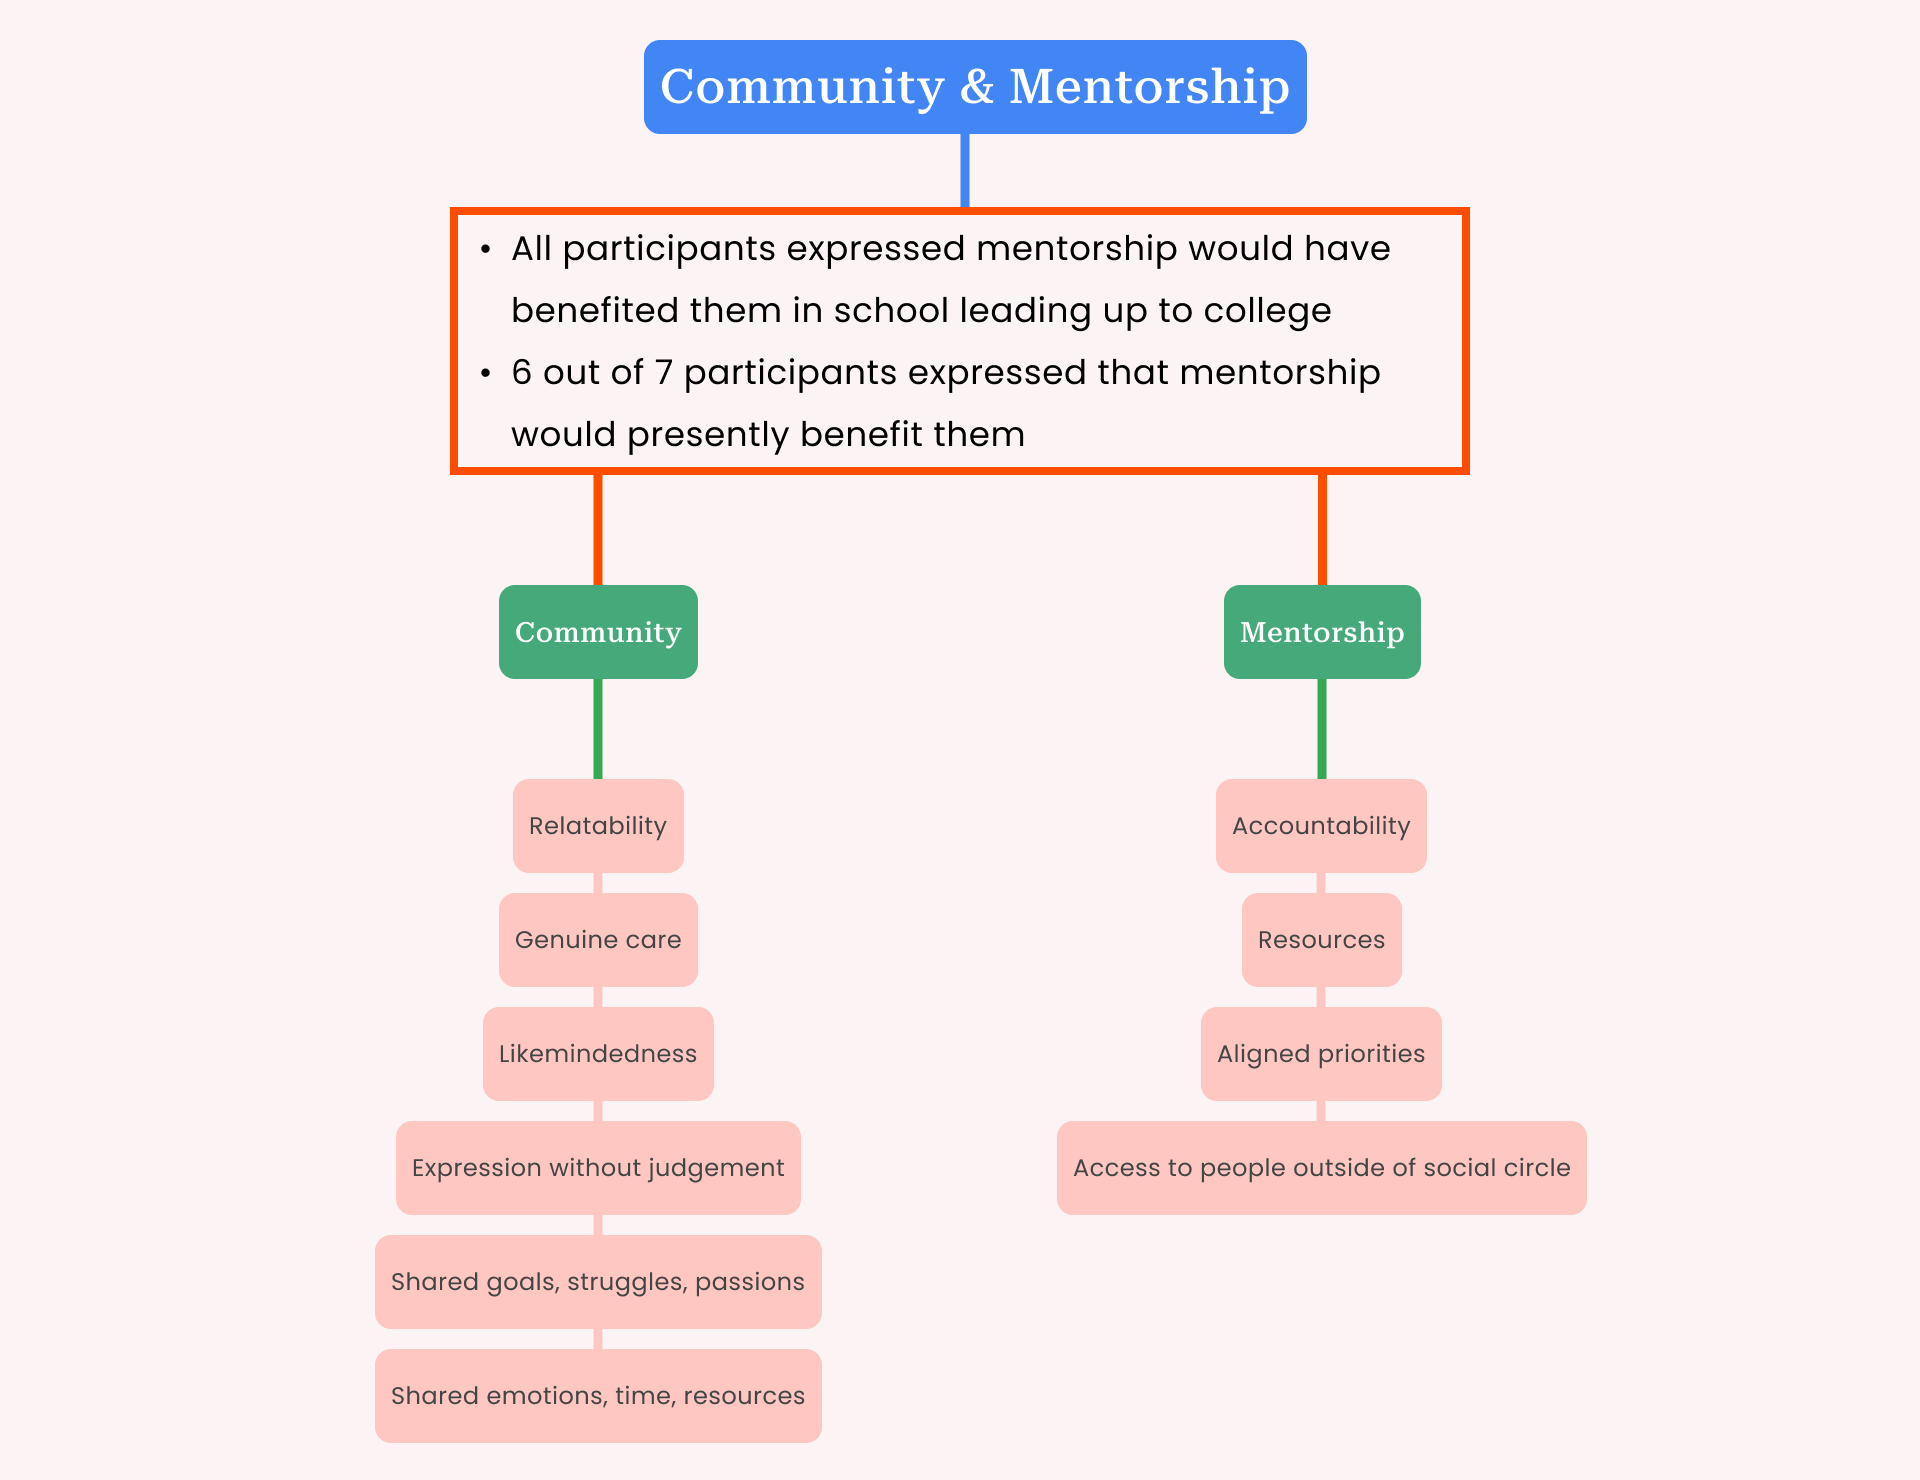 Community & Mentorship
• All participants expressed mentorship would have
benefited them in school leading up to college
• 6 out of 7 participants expressed that mentorship
would presently benefit them
Community
Relatability
Genuine care
Likemindedness
Expression without judgement
Shared goals, struggles, passions
Shared emotions, time, resources
Mentorship
Accountability
Resources
Aligned priorities
Access to people outside of social circle